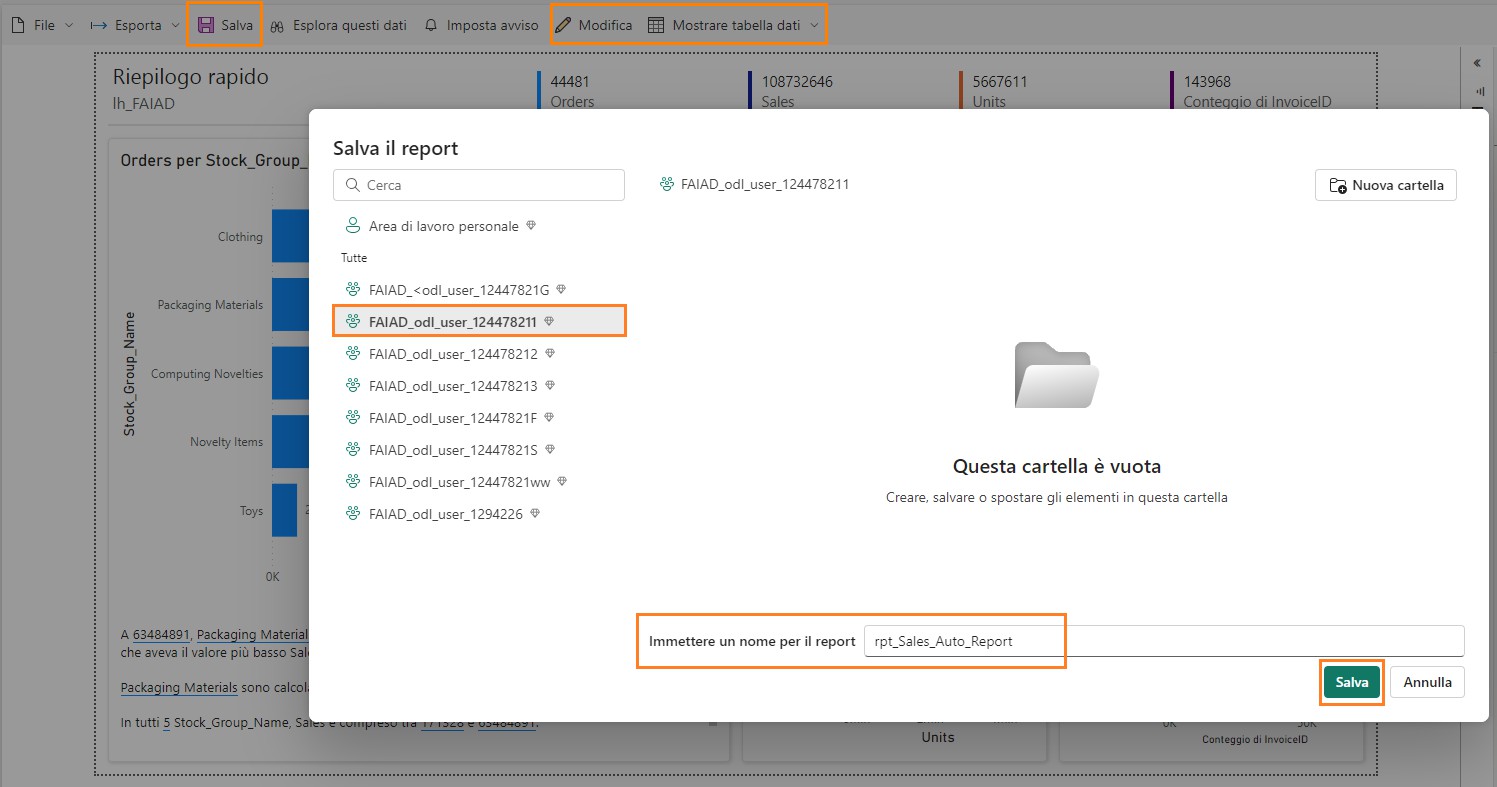 File
Esporta
Salva
Esplora questi dati
Imposta avviso
Modifica
Mostrare tabella dati
Riepilogo rapido
lh_FAIAD
44481
Orders
108732646
Sales
5667611
Units
143968
Conteggio di InvoiceID
Orders per Stock_Group_
Stock_Group_Name
Clothing
Packaging Materials
Computing Novelties
Novelty Items
Toys
0K
A 63484891, Packaging Material
che aveva il valore più basso Sal
Packaging Materials sono calcola
In tutti 5 Stock_Group_Name, Sales è compreso tra 171328 e 63484891.
Salva il report
Cerca
Area di lavoro personale
Tutte
FAIAD_<odl_user_12447821G
FAIAD_odl_user_124478211
FAIAD_odl_user_124478212
FAIAD_odl_user_124478213
FAIAD_odl_user_12447821F
FAIAD_odl_user_12447821S
FAIAD_odl_user_12447821ww
FAIAD_odl_user_1294226
FAIAD_odl_user_124478211
Nuova cartella
Questa cartella è vuota
Creare, salvare o spostare gli elementi in questa cartella
Immettere un nome per il report
rpt_Sales_Auto_Report
Salva
Annulla
Units
0K
50K
Conteggio di InvoiceID